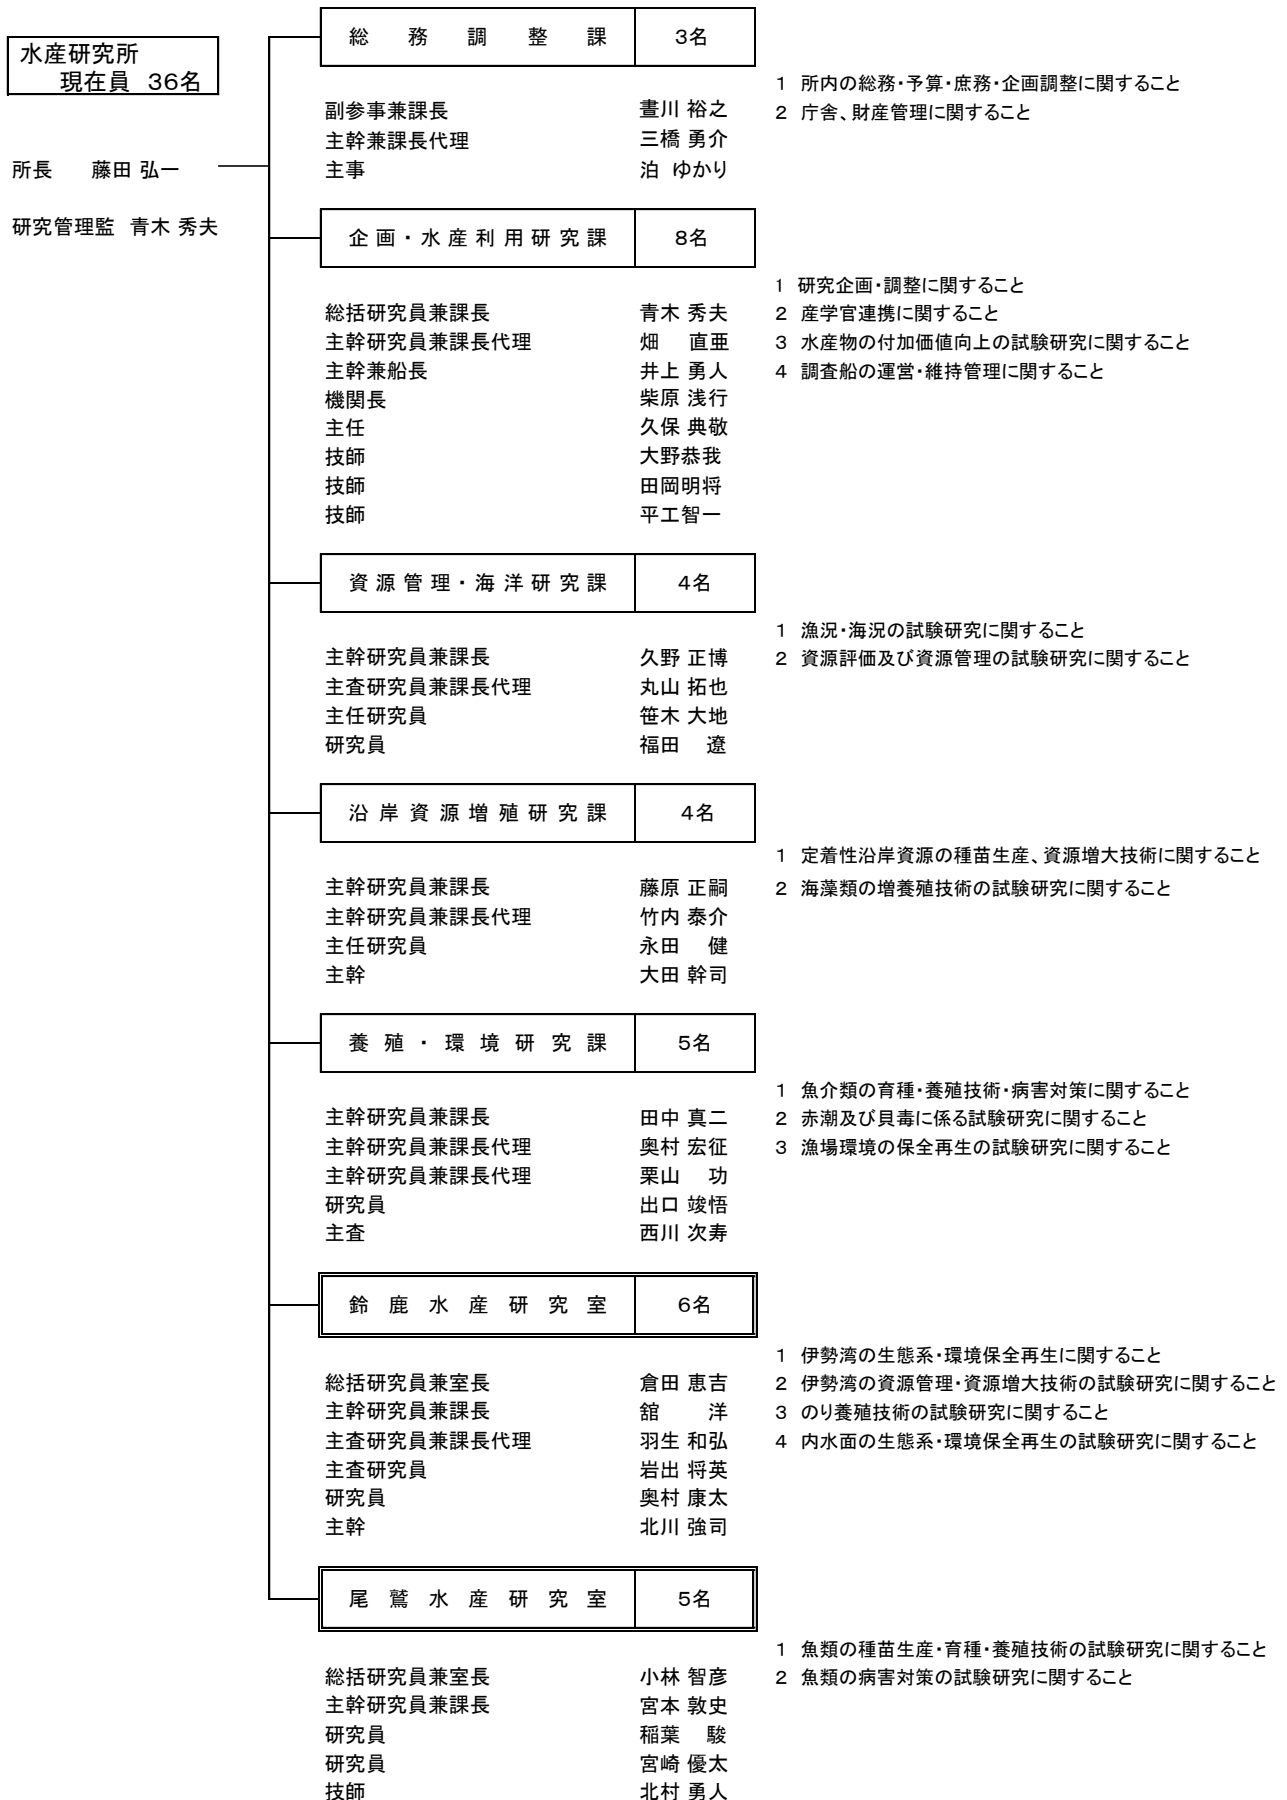 水産研究所
現在員 36名
所長 藤田 弘一
研究管理監 青木 秀夫
総務調整課 3名
1 所内の総務・予算・庶務・企画調整に関すること
副参事兼課長 晝川 裕之 2 庁舎、財産管理に関すること
主幹兼課長代理 三橋 勇介
主事 泊 ゆかり
企画・水産利用研究課 8名
1 研究企画・調整に関すること
総括研究員兼課長 青木 秀夫 2 産学官連携に関すること
主幹研究員兼課長代理 畑 直亜 3 水産物の付加価値向上の試験研究に関すること
主幹兼船長 井上 勇人 4 調査船の運営・維持管理に関すること
機関長 柴原 浅行
主任 久保 典敬
技師 大野恭我
技師 田岡明将
技師 平工智一
資源管理・海洋研究課 4名
1 漁況・海況の試験研究に関すること
主幹研究員兼課長 久野 正博 2 資源評価及び資源管理の試験研究に関すること
主査研究員兼課長代理 丸山 拓也
主任研究員 笹木 大地
研究員 福田 遼
沿岸資源増殖研究課 4名
1 定着性沿岸資源の種苗生産、資源増大技術に関すること
主幹研究員兼課長 藤原 正嗣 2 海藻類の増養殖技術の試験研究に関すること
主幹研究員兼課長代理 竹内 泰介
主任研究員 永田 健
主幹 大田 幹司
養殖・環境研究課 5名
1 魚介類の育種・養殖技術・病害対策に関すること
主幹研究員兼課長 田中 真二 2 赤潮及び貝毒に係る試験研究に関すること
主幹研究員兼課長代理 奥村 宏征 3 漁場環境の保全再生の試験研究に関すること
主幹研究員兼課長代理 栗山 功
研究員 出口 竣悟
主査 西川 次寿
鈴鹿水産研究室 6名
1 伊勢湾の生態系・環境保全再生に関すること
総括研究員兼室長 倉田 恵吉 2 伊勢湾の資源管理・資源増大技術の試験研究に関すること
主幹研究員兼課長 舘 洋 3 のり養殖技術の試験研究に関すること
主査研究員兼課長代理 羽生 和弘 4 内水面の生態系・環境保全再生の試験研究に関すること
主査研究員 岩出 将英
研究員 奥村 康太
主幹 北川 強司
尾鷲水産研究室 5名
1 魚類の種苗生産・育種・養殖技術の試験研究に関すること
総括研究員兼室長 小林 智彦 2 魚類の病害対策の試験研究に関すること
主幹研究員兼課長 宮本 敦史
研究員 稲葉 駿
研究員 宮崎 優太
技師 北村 勇人